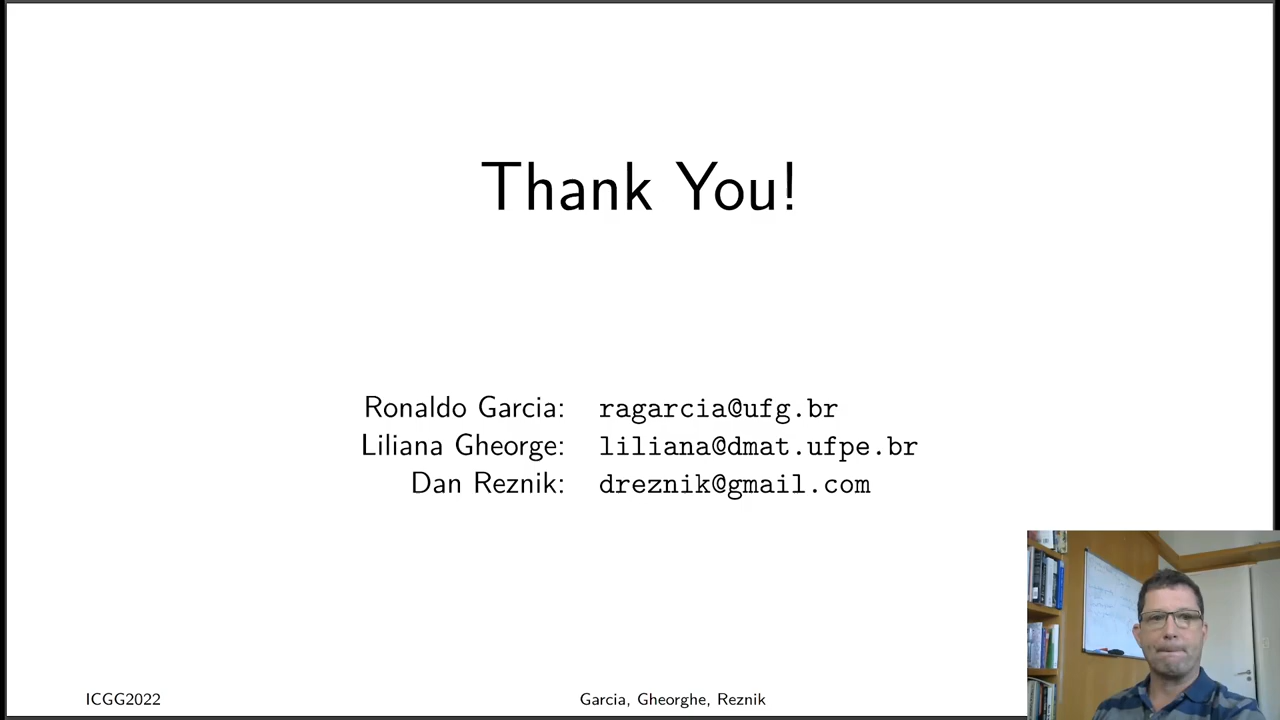 Thank You!
Ronaldo Garcia: ragarcia@ufg.br
Liliana Gheorge: liliana@dmat.ufpe.br
Dan Reznik: dreznik@gmail.com
ICGG2022
Garcia, Gheorghe, Reznik